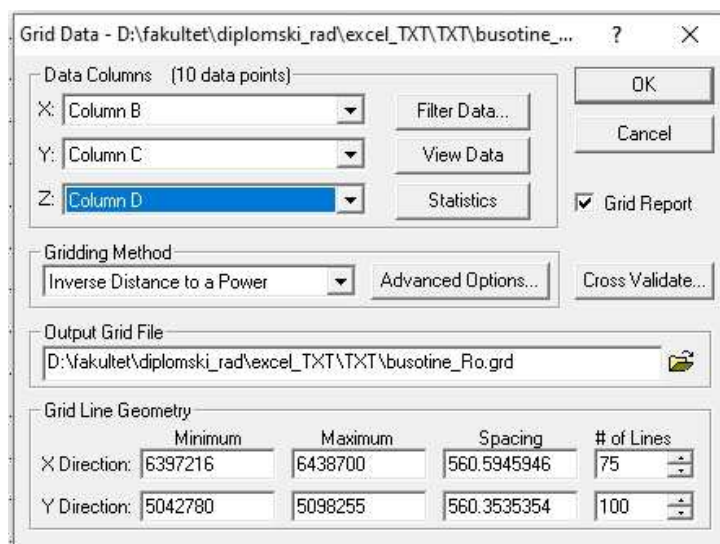 Grid Data - D:\fakultet\diplomski_rad\excel_TXT\TXT\busotine_... ? X
Data Columns (10 data points)
X: Column B Filter Data...
Y: Column C View Data
Z: Column D Statistics
OK
Cancel
Grid Report
Gridding Method
Inverse Distance to a Power Advanced Options... Cross Validate...
Output Grid File
D:\fakultet\diplomski_rad\excel_TXT\TXT\busotine_Ro.grd
Grid Line Geometry
Minimum Maximum Spacing # of Lines
X Direction: 6397216 6438700 560.5945946 75
Y Direction: 5042780 5098255 560.3535354 100